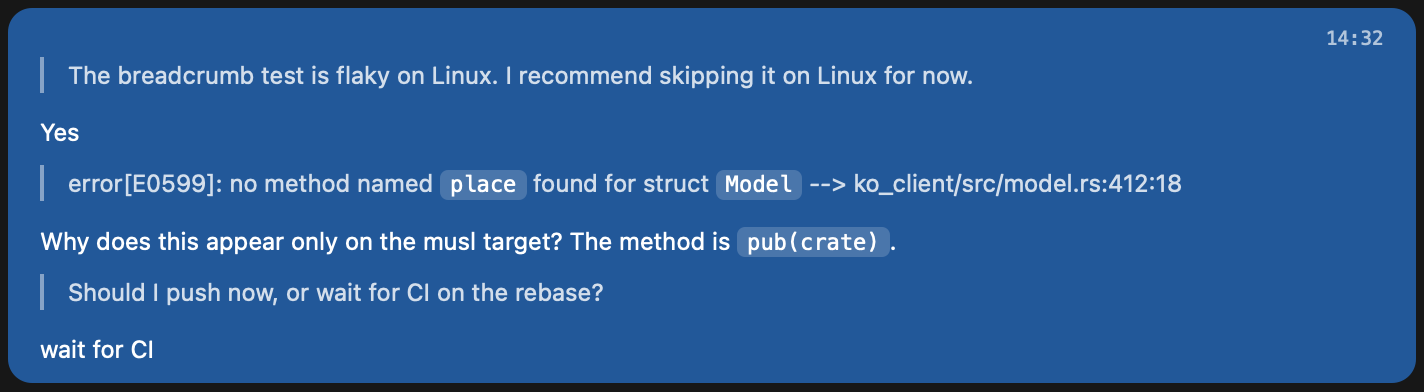 14:32
The breadcrumb test is flaky on Linux. I recommend skipping it on Linux for now.
Yes
error[E0599]: no method named place found for struct Model --> ko_client/src/model.rs:412:18
Why does this appear only on the musl target? The method is pub(crate).
Should I push now, or wait for CI on the rebase?
wait for CI